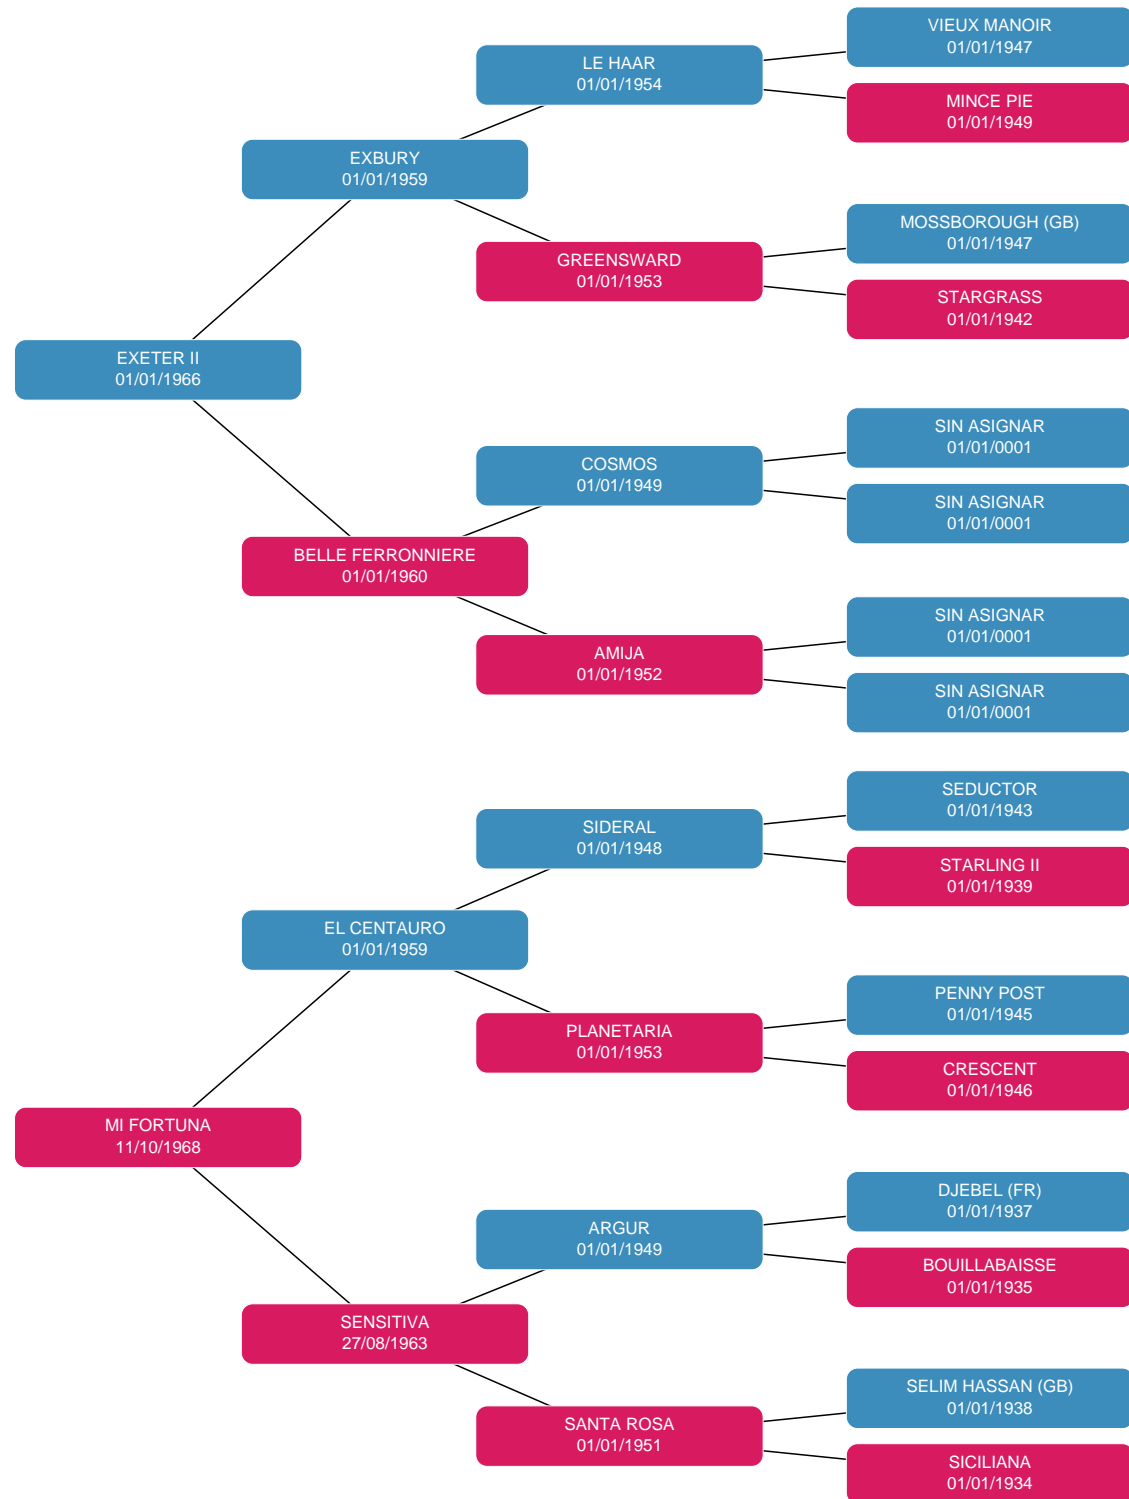 VIEUX MANOIR
01/01/1947
LE HAAR
01/01/1954
MINCE PIE
01/01/1949
EXBURY
01/01/1959
MOSSBOROUGH (GB)
01/01/1947
GREENSWARD
01/01/1953
STARGRASS
01/01/1942
EXETER II
01/01/1966
SIN ASIGNAR
01/01/0001
COSMOS
01/01/1949
SIN ASIGNAR
01/01/0001
BELLE FERRONNIERE
01/01/1960
SIN ASIGNAR
01/01/0001
AMIJA
01/01/1952
SIN ASIGNAR
01/01/0001
SEDUCTOR
01/01/1943
SIDERAL
01/01/1948
STARLING II
01/01/1939
EL CENTAURO
01/01/1959
PENNY POST
01/01/1945
PLANETARIA
01/01/1953
CRESCENT
01/01/1946
MI FORTUNA
11/10/1968
DJEBEL (FR)
01/01/1937
ARGUR
01/01/1949
BOUILLABAISSE
01/01/1935
SENSITIVA
27/08/1963
SELIM HASSAN (GB)
01/01/1938
SANTA ROSA
01/01/1951
SICILIANA
01/01/1934